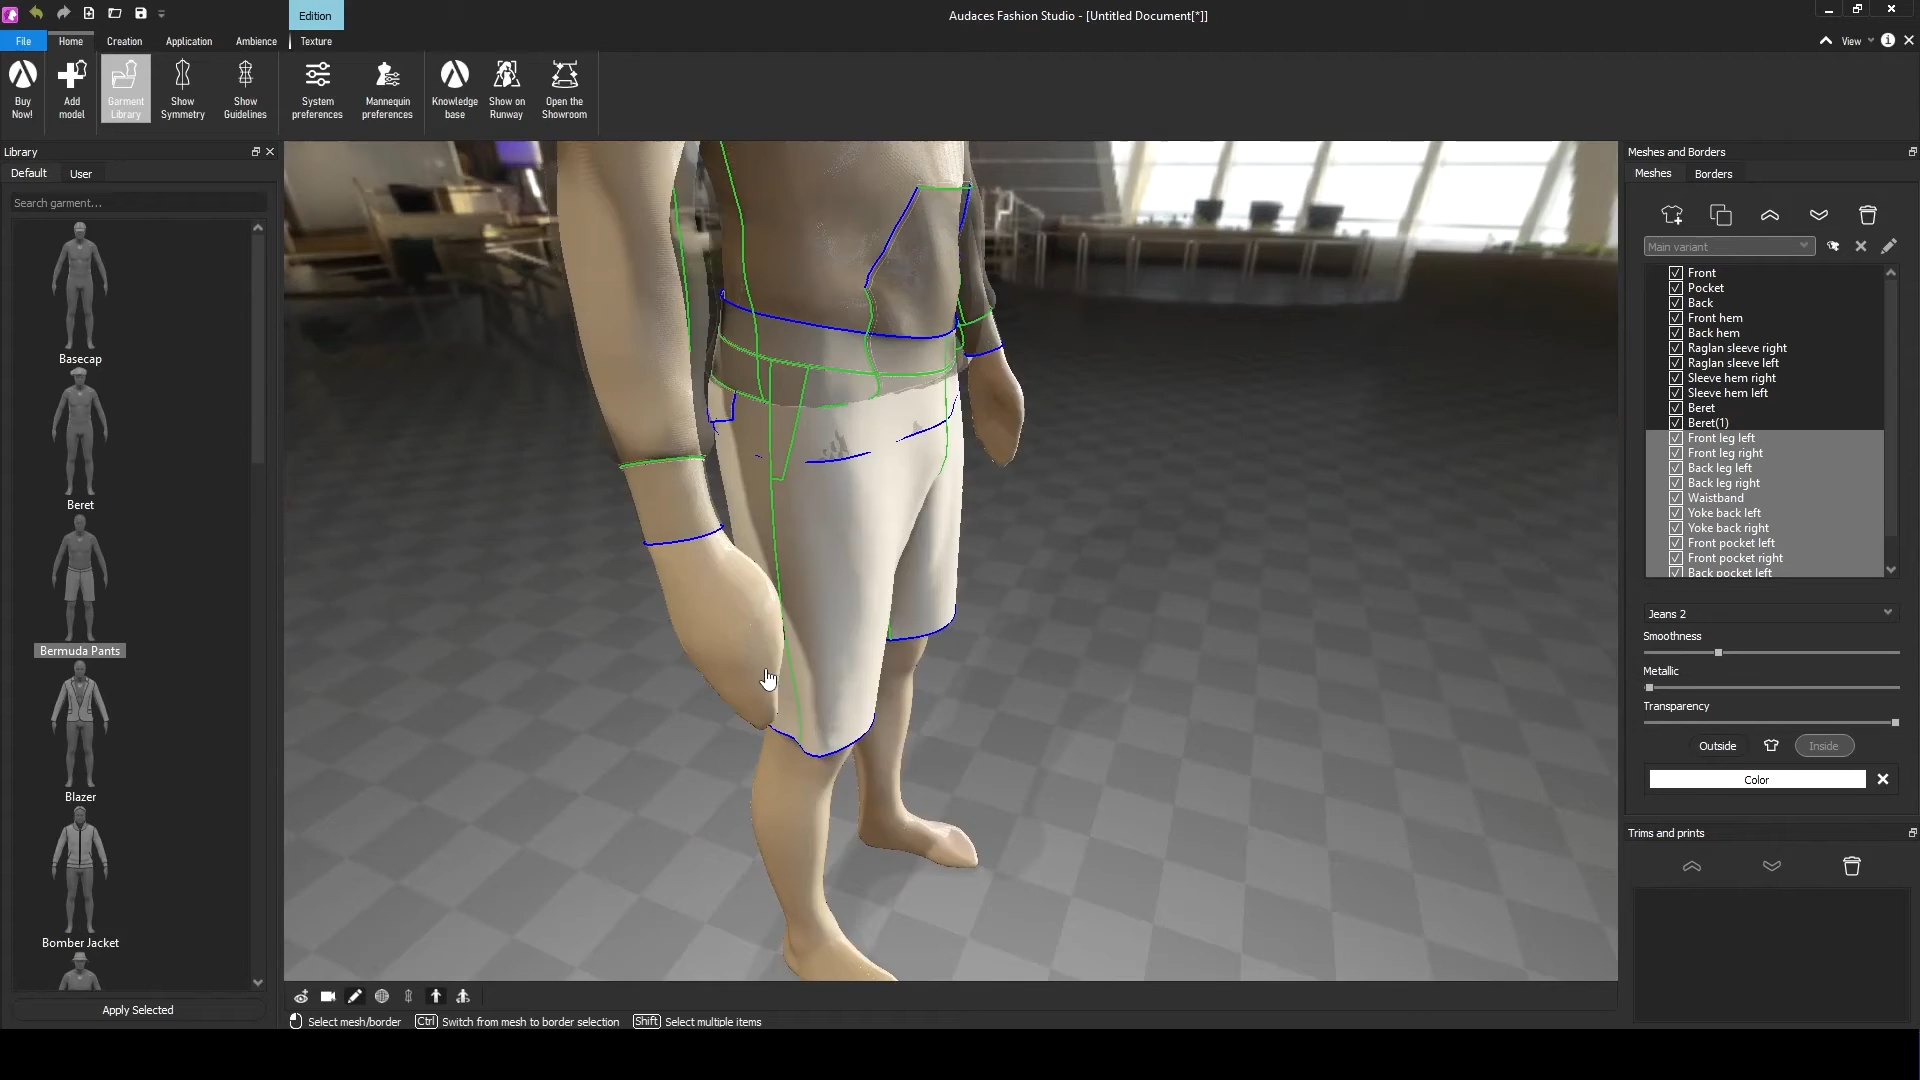 Edition
Audaces Fashion Studio - [Untitled Document[*]]
File
Home
Creation
Application
Ambience
Texture
View
Buy Now!
Add model
Garment Library
Show Symmetry
Show Guidelines
System preferences
Mannequin preferences
Knowledge base
Show on Runway
Open the Showroom
Library
Default
User
Search garment...
Basecap
Beret
Bermuda Pants
Blazer
Bomber Jacket
Apply Selected
Select mesh/border
Ctrl Switch from mesh to border selection
Shift Select multiple items
Meshes and Borders
Meshes
Borders
Main variant
Front
Pocket
Back
Front hem
Back hem
Raglan sleeve right
Raglan sleeve left
Sleeve hem right
Sleeve hem left
Beret
Beret(1)
Front leg left
Front leg right
Back leg left
Back leg right
Waistband
Yoke back left
Yoke back right
Front pocket left
Front pocket right
Back pocket left
Jeans 2
Smoothness
Metallic
Transparency
Outside
Inside
Color
Trims and prints